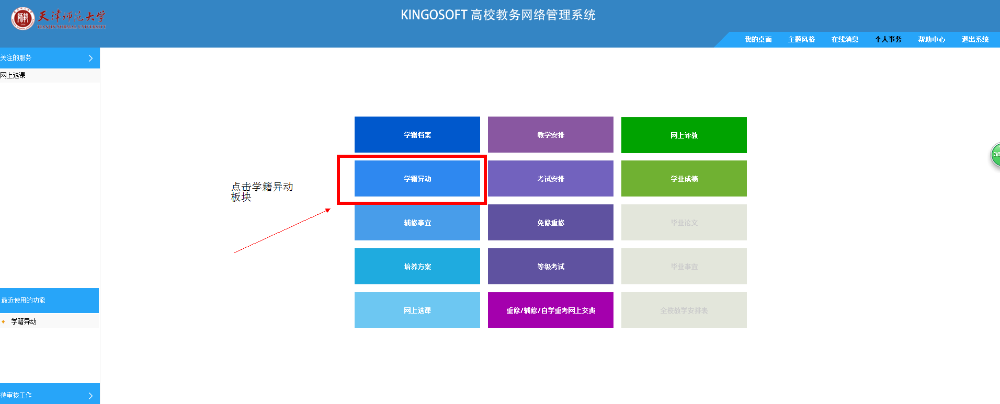 天津师范大学
TIANJIN NORMAL UNIVERSITY
KINGOSOFT 高校教务网络管理系统
我的桌面 主题风格 在线消息 个人事务 帮助中心 退出系统
关注的服务
网上选课
学籍档案 教学安排 网上评教
学籍异动 考试安排 学业成绩
点击学籍异动
板块
辅修事宜 免修重修 毕业论文
培养方案 等级考试 毕业事宜
网上选课 重修/辅修/自学重考网上交费 全校教学安排表
最近使用的功能
学籍异动
待审核工作